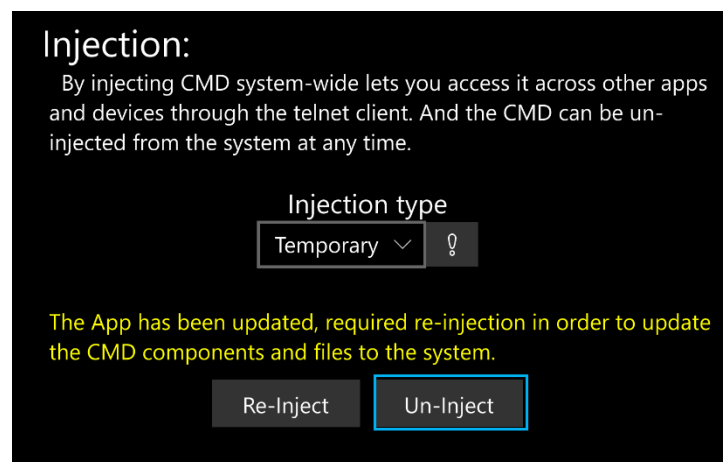 Injection:
By injecting CMD system-wide lets you access it across other apps
and devices through the telnet client. And the CMD can be un-
injected from the system at any time.
Injection type
Temporary
The App has been updated, required re-injection in order to update
the CMD components and files to the system.
Re-Inject
Un-Inject